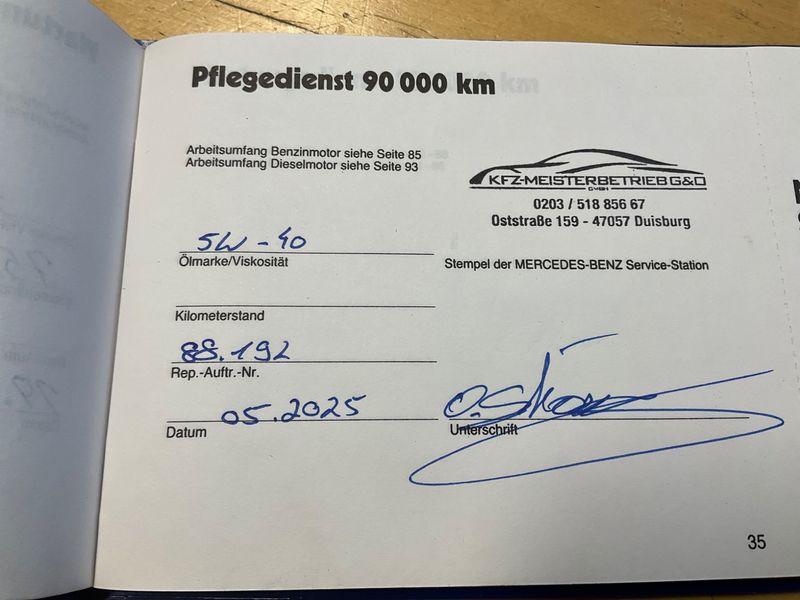 Pflegedienst 90 000 km
Arbeitsumfang Benzinmotor siehe Seite 85
Arbeitsumfang Dieselmotor siehe Seite 93
KFZ-MEISTERBETRIEB G&O
GMBH
0203 / 518 856 67
Oststraße 159 - 47057 Duisburg
5W-40
Ölmarke/Viskosität
Stempel der MERCEDES-BENZ Service-Station
Kilometerstand
88.192
Rep.-Auftr.-Nr.
05.2025
Datum
Unterschrift
35